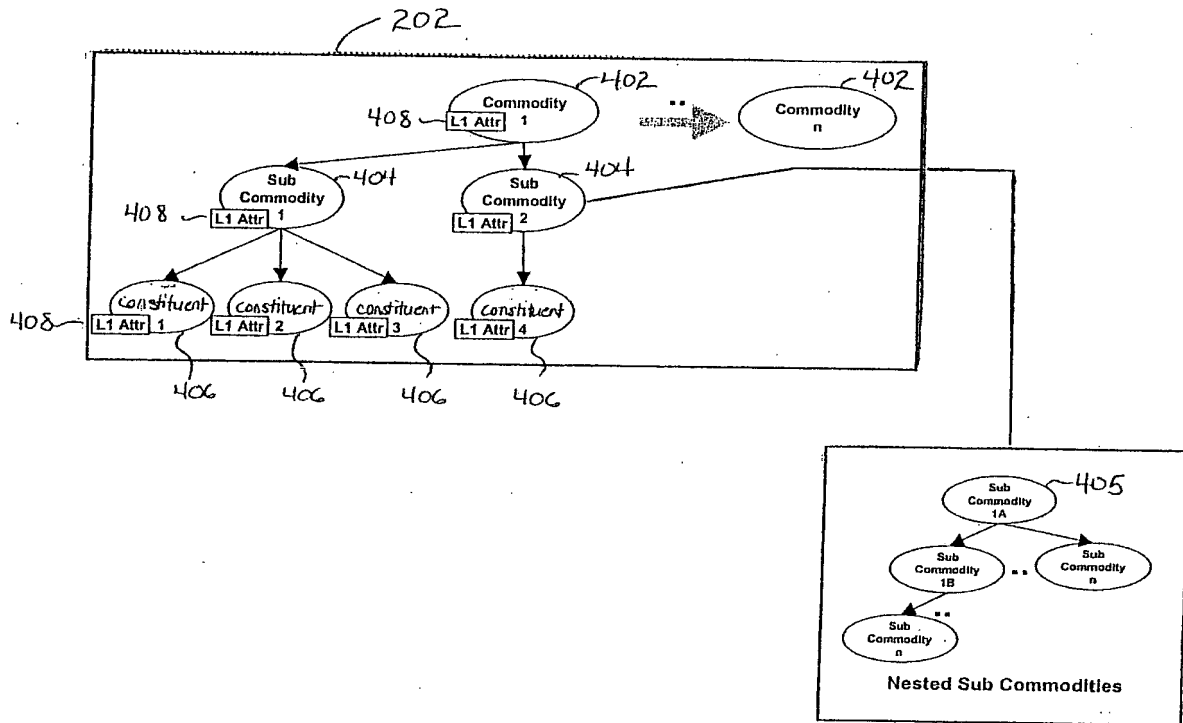 202
402
402
Commodity
1
Commodity
n
408
L1 Attr
Sub
Commodity
1
404
Sub
Commodity
2
404
408
L1 Attr
L1 Attr
constituent
1
constituent
2
constituent
3
constituent
4
408
L1 Attr
L1 Attr
L1 Attr
L1 Attr
406
406
406
406
Sub
Commodity
1A
405
Sub
Commodity
1B
Sub
Commodity
n
Sub
Commodity
n
Nested Sub Commodities